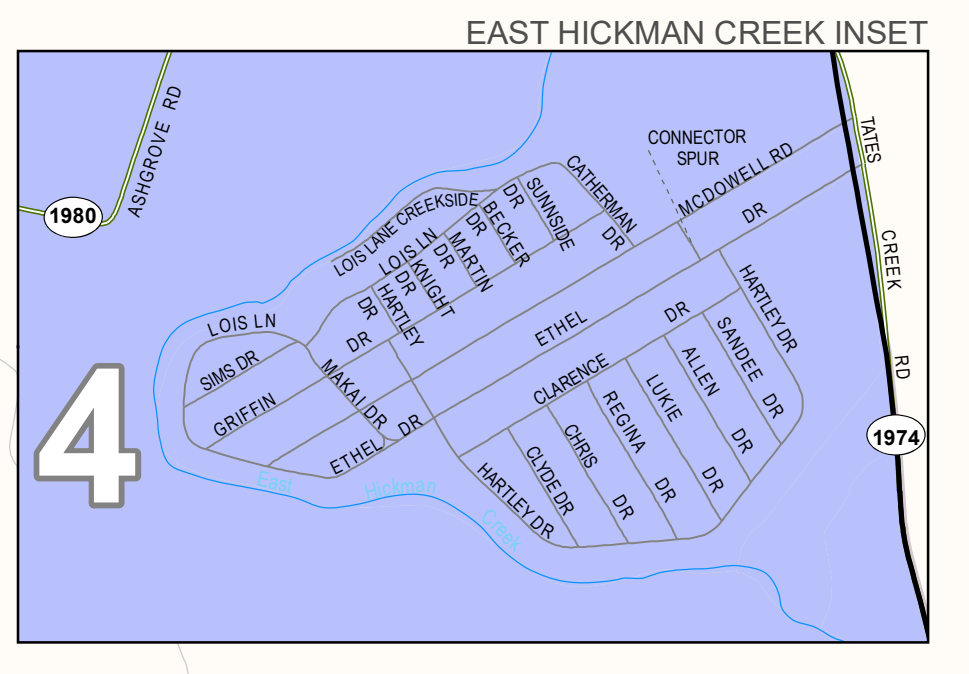 EAST HICKMAN CREEK INSET
ASHGROVE RD
1980
CONNECTOR
SPUR
MCDOWELL RD
DR
TATES
CREEK
RD
1974
CATHERMAN
DR
SUNNSIDE
DR
BECKER
DR
MARTIN
DR
KNIGHT
DR
HARTLEY
DR
LOIS LANE CREEKSIDE
LOIS LN
LOIS LN
SIMS DR
GRIFFIN
DR
MAKAI DR
ETHEL
DR
ETHEL
HARTLEY DR
CLARENCE
DR
SANDEE
DR
ALLEN
DR
LUKIE
DR
REGINA
DR
CHRIS
DR
CLYDE DR
HARTLEY DR
East
Hickman
Creek
4